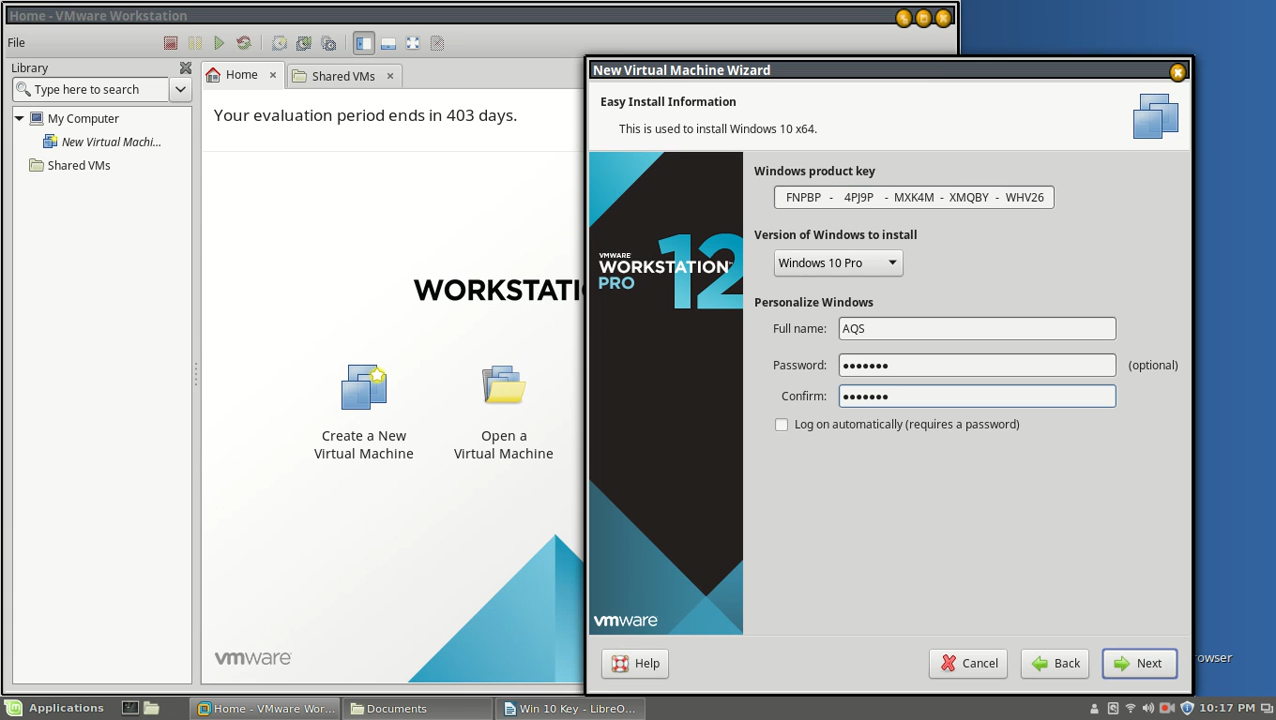 Home - VMware Workstation
File
Library
Type here to search
My Computer
New Virtual Machi...
Shared VMs
Home
Shared VMs
Your evaluation period ends in 403 days.
WORKSTATI
Create a New
Virtual Machine
Open a
Virtual Machine
vmware
New Virtual Machine Wizard
Easy Install Information
This is used to install Windows 10 x64.
VMWARE
WORKSTATION™
PRO
12
vmware
Windows product key
FNPBP - 4PJ9P - MXK4M - XMQBY - WHV26
Version of Windows to install
Windows 10 Pro
Personalize Windows
Full name: AQS
Password: ●●●●●●● (optional)
Confirm: ●●●●●●●
Log on automatically (requires a password)
Help
Cancel
Back
Next
rowser
Applications
Home - VMware Wor...
Documents
Win 10 Key - LibreO...
10:17 PM